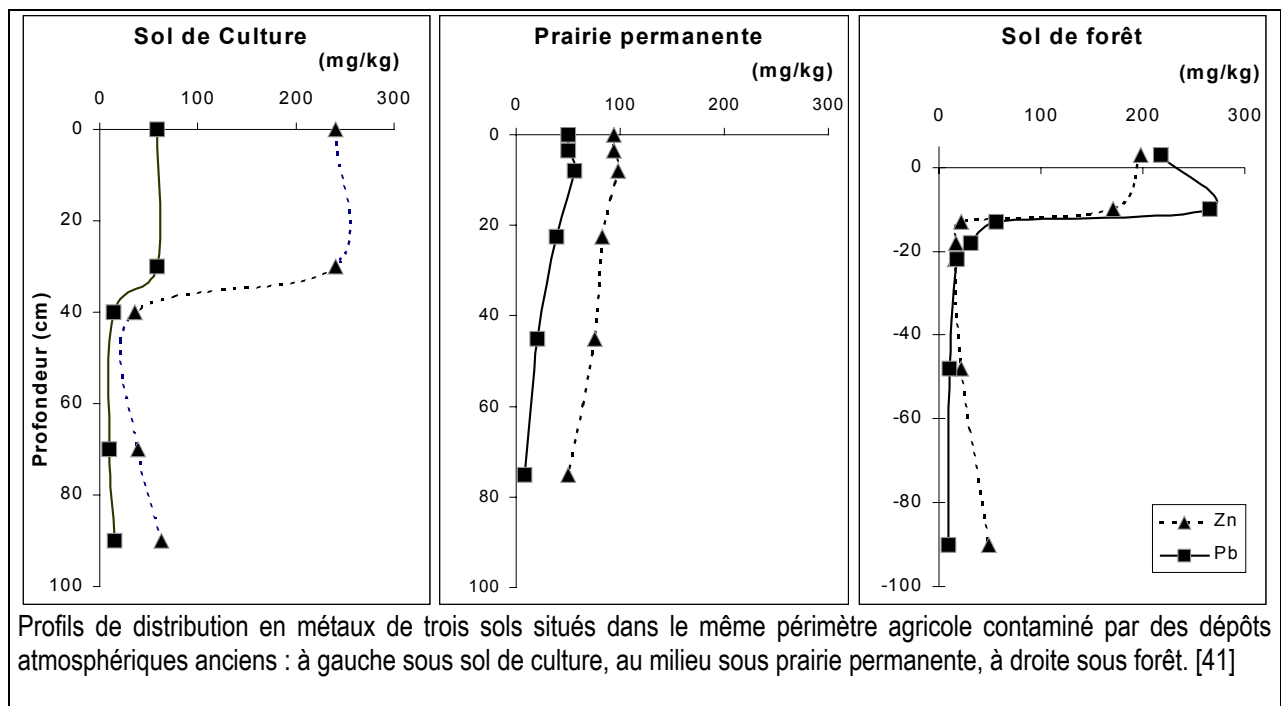 Sol de Culture
(mg/kg)
0 100 200 300
0
20
40
60
80
100
Profondeur (cm)
Prairie permanente
(mg/kg)
0 100 200 300
0
20
40
60
80
100
Sol de forêt
(mg/kg)
0 100 200 300
0
-20
-40
-60
-80
-100
Zn
Pb
Profils de distribution en métaux de trois sols situés dans le même périmètre agricole contaminé par des dépôts
atmosphériques anciens : à gauche sous sol de culture, au milieu sous prairie permanente, à droite sous forêt. [41]